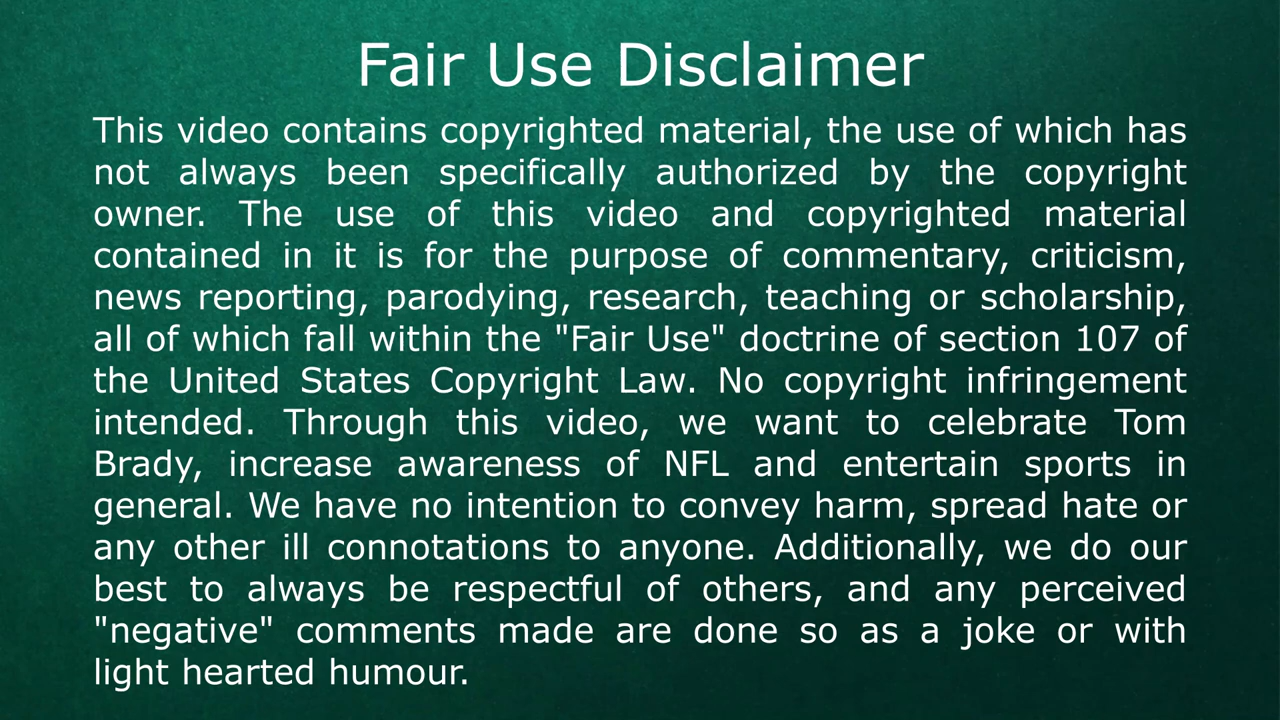 Fair Use Disclaimer
This video contains copyrighted material, the use of which has
not always been specifically authorized by the copyright
owner. The use of this video and copyrighted material
contained in it is for the purpose of commentary, criticism,
news reporting, parodying, research, teaching or scholarship,
all of which fall within the "Fair Use" doctrine of section 107 of
the United States Copyright Law. No copyright infringement
intended. Through this video, we want to celebrate Tom
Brady, increase awareness of NFL and entertain sports in
general. We have no intention to convey harm, spread hate or
any other ill connotations to anyone. Additionally, we do our
best to always be respectful of others, and any perceived
"negative" comments made are done so as a joke or with
light hearted humour.